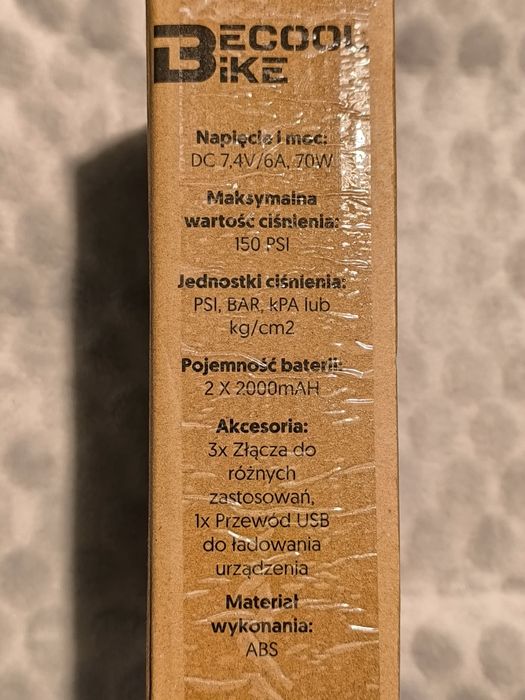 BECOOL
BiKE
Napięcie i moc:
DC 7,4V/6A, 70W
Maksymalna
wartość ciśnienia:
150 PSI
Jednostki ciśnienia:
PSI, BAR, kPA lub
kg/cm2
Pojemność baterii:
2 X 2000mAH
Akcesoria:
3x Złącza do
różnych
zastosowań,
1x Przewód USB
do ładowania
urządzenia
Materiał
wykonania:
ABS